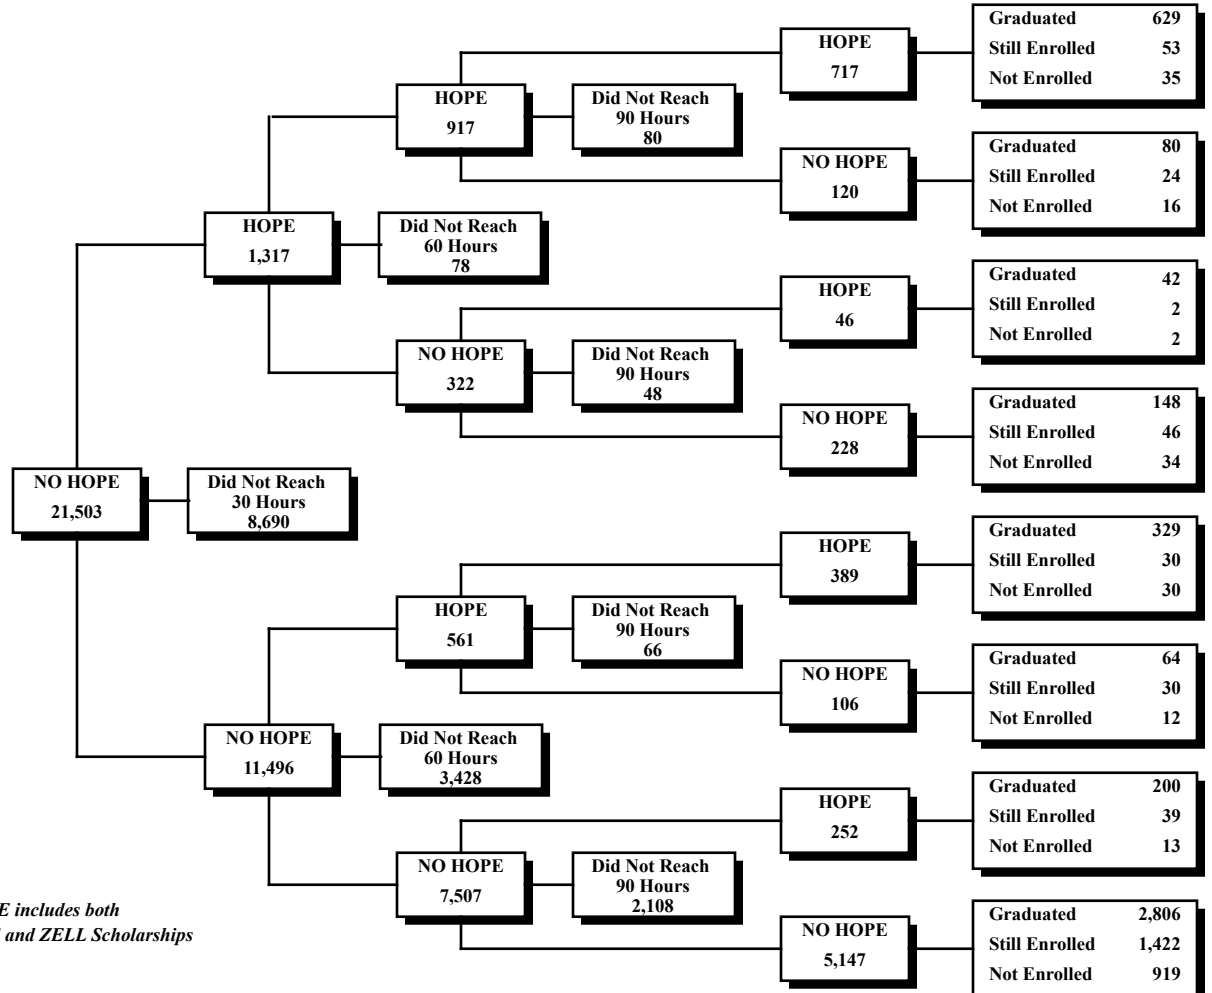 HOPE
717
Graduated 629
Still Enrolled 53
Not Enrolled 35
HOPE
917
Did Not Reach
90 Hours
80
NO HOPE
120
Graduated 80
Still Enrolled 24
Not Enrolled 16
HOPE
1,317
Did Not Reach
60 Hours
78
HOPE
46
Graduated 42
Still Enrolled 2
Not Enrolled 2
NO HOPE
322
Did Not Reach
90 Hours
48
NO HOPE
228
Graduated 148
Still Enrolled 46
Not Enrolled 34
NO HOPE
21,503
Did Not Reach
30 Hours
8,690
HOPE
389
Graduated 329
Still Enrolled 30
Not Enrolled 30
HOPE
561
Did Not Reach
90 Hours
66
NO HOPE
106
Graduated 64
Still Enrolled 30
Not Enrolled 12
NO HOPE
11,496
Did Not Reach
60 Hours
3,428
HOPE
252
Graduated 200
Still Enrolled 39
Not Enrolled 13
NO HOPE
7,507
Did Not Reach
90 Hours
2,108
NO HOPE
5,147
Graduated 2,806
Still Enrolled 1,422
Not Enrolled 919
E includes both
and ZELL Scholarships